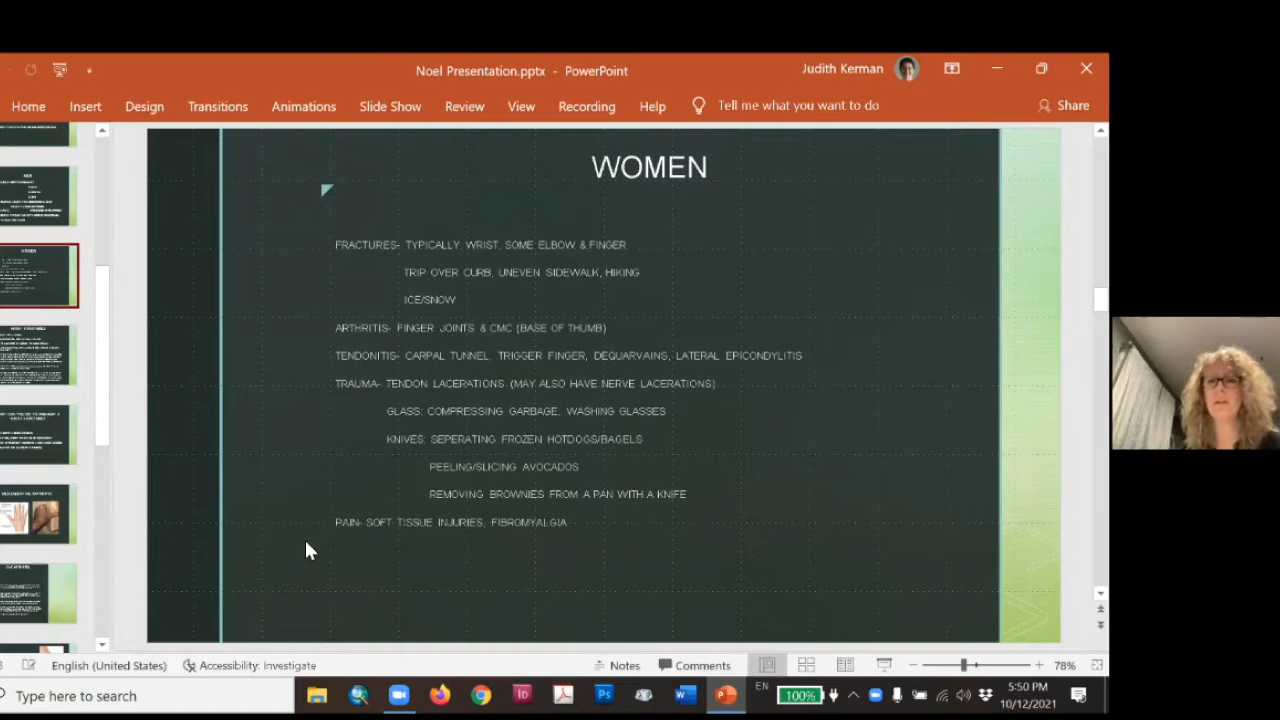 Noel Presentation.pptx - PowerPoint
Judith Kerman
Home Insert Design Transitions Animations Slide Show Review View Recording Help Tell me what you want to do Share
WOMEN
FRACTURES- TYPICALLY WRIST, SOME ELBOW & FINGER
TRIP OVER CURB, UNEVEN SIDEWALK, HIKING
ICE/SNOW
ARTHRITIS- FINGER JOINTS & CMC (BASE OF THUMB)
TENDONITIS- CARPAL TUNNEL, TRIGGER FINGER, DEQUARVAINS, LATERAL EPICONDYLITIS
TRAUMA- TENDON LACERATIONS (MAY ALSO HAVE NERVE LACERATIONS)
GLASS: COMPRESSING GARBAGE, WASHING GLASSES
KNIVES: SEPERATING FROZEN HOTDOGS/BAGELS
PEELING/SLICING AVOCADOS
REMOVING BROWNIES FROM A PAN WITH A KNIFE
PAIN- SOFT TISSUE INJURIES, FIBROMYALGIA
English (United States) Accessibility: Investigate Notes Comments 78%
Type here to search
EN
100%
5:50 PM
10/12/2021